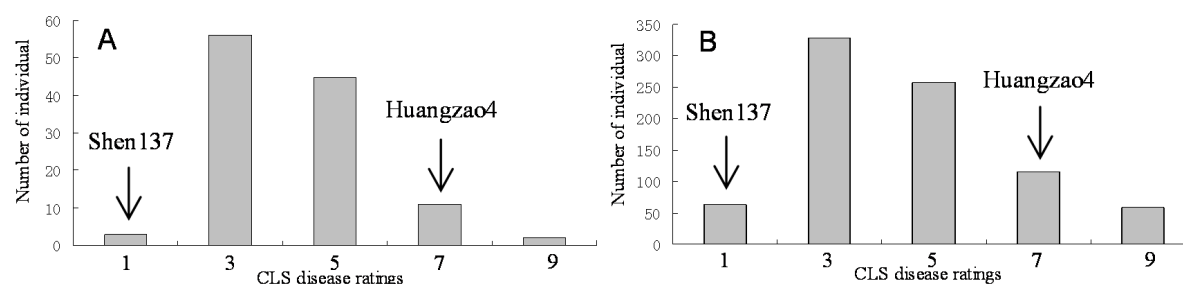 A
Number of individual
60
50
40
30
20
10
0
Shen137
Huangzao4
1 3 5 7 9
CLS disease ratings
B
Number of individual
350
300
250
200
150
100
50
0
Shen137
Huangzao4
1 3 5 7 9
CLS disease ratings